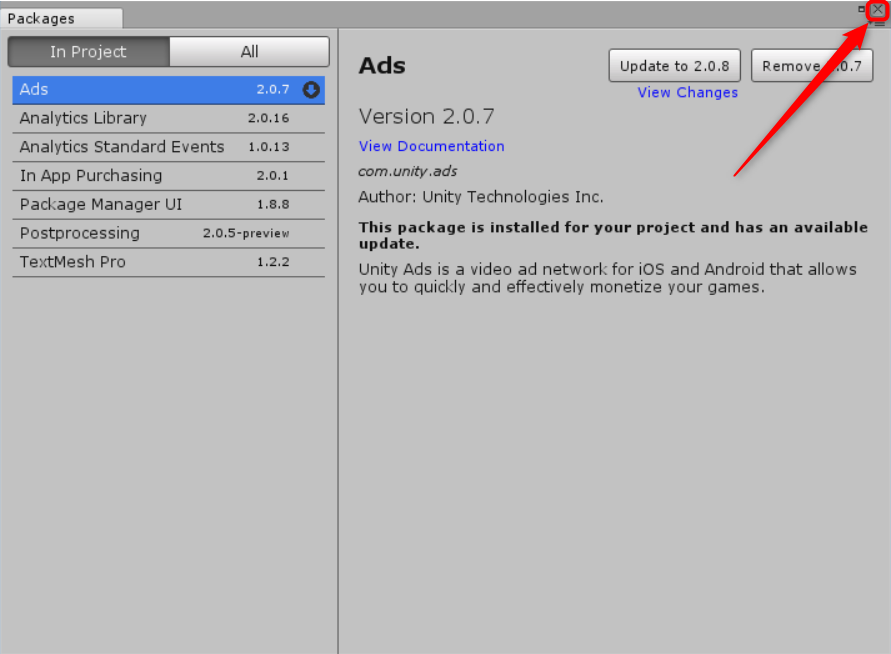 Packages
In Project
All
Ads 2.0.7
Analytics Library 2.0.16
Analytics Standard Events 1.0.13
In App Purchasing 2.0.1
Package Manager UI 1.8.8
Postprocessing 2.0.5-preview
TextMesh Pro 1.2.2
Ads
Update to 2.0.8
Remove
View Changes
Version 2.0.7
View Documentation
com.unity.ads
Author: Unity Technologies Inc.
This package is installed for your project and has an available
update.
Unity Ads is a video ad network for iOS and Android that allows
you to quickly and effectively monetize your games.